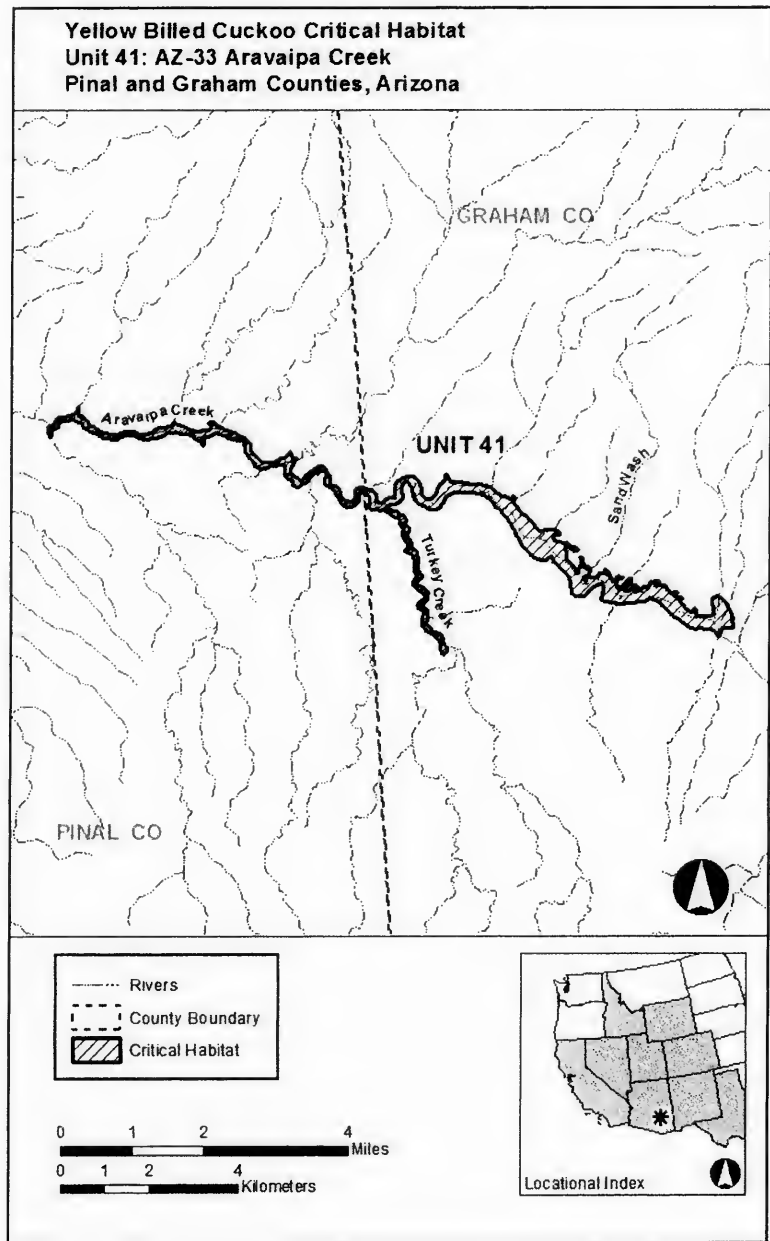 Yellow Billed Cuckoo Critical Habitat
Unit 41: AZ-33 Aravaipa Creek
Pinal and Graham Counties, Arizona
GRAHAM CO
Aravaipa Creek
UNIT 41
Sand Wash
Turkey Creek
PINAL CO
Rivers
County Boundary
Critical Habitat
0 1 2 4
Miles
0 1 2 4
Kilometers
Locational Index